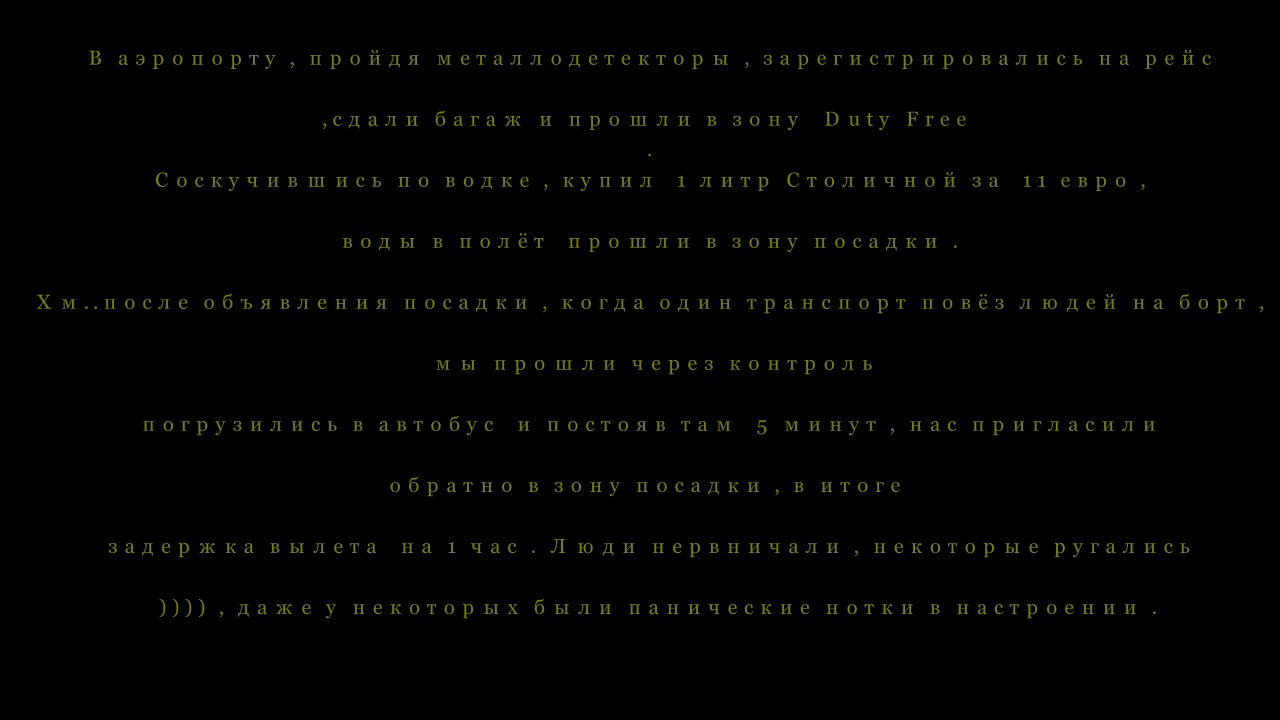 В аэропорту , пройдя металлодетекторы , зарегистрировались на рейс
,сдали багаж и прошли в зону Duty Free
.
Соскучившись по водке , купил 1 литр Столичной за 11 евро ,
воды в полёт прошли в зону посадки .
Хм..после объявления посадки , когда один транспорт повёз людей на борт ,
мы прошли через контроль
погрузились в автобус и постояв там 5 минут , нас пригласили
обратно в зону посадки , в итоге
задержка вылета на 1 час . Люди нервничали , некоторые ругались
)))) , даже у некоторых были панические нотки в настроении .